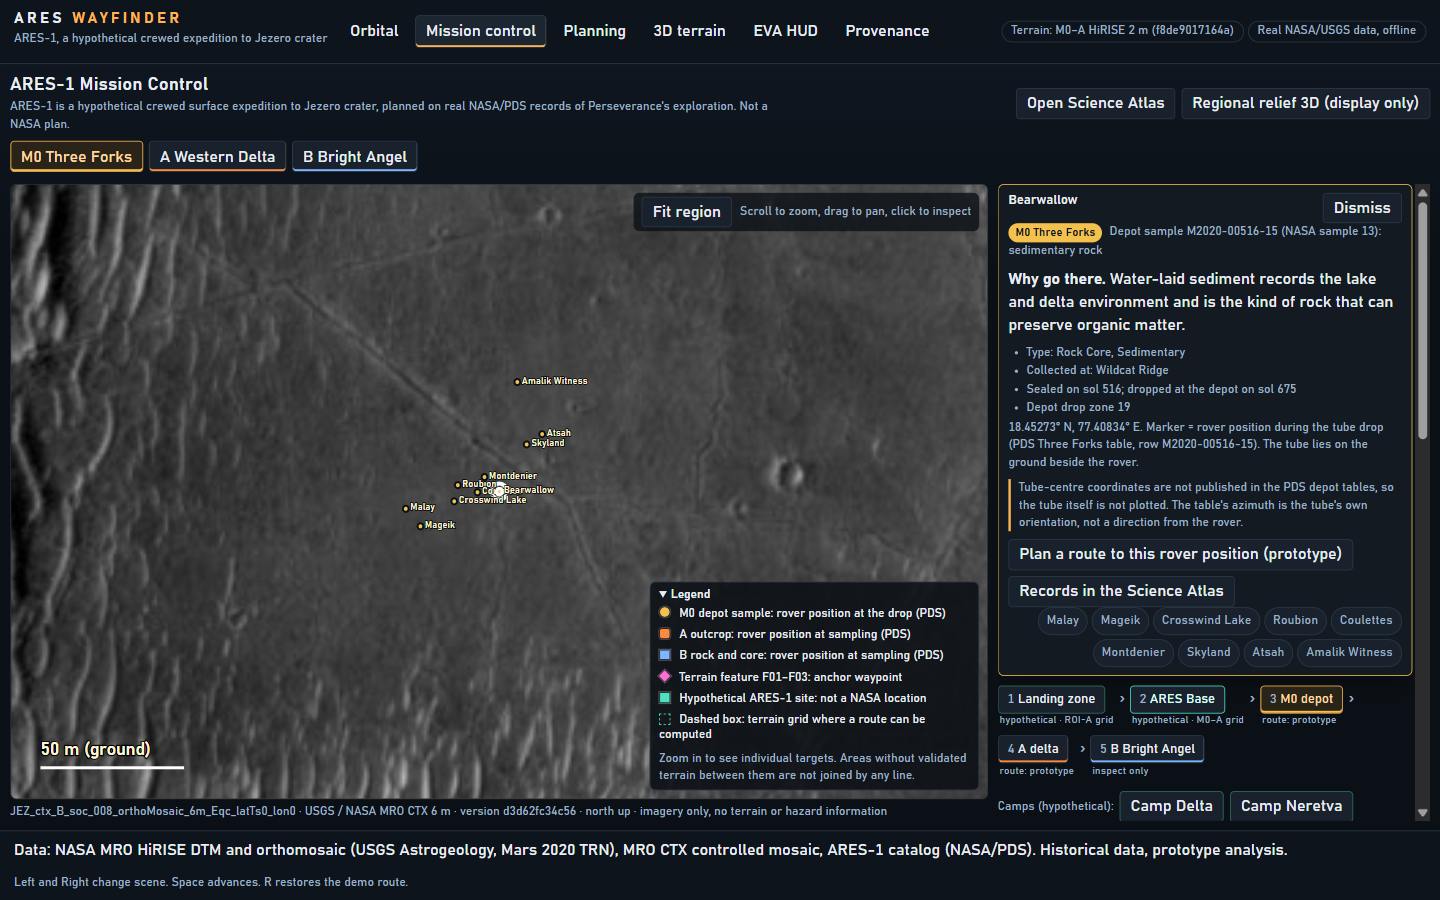 ARES WAYFINDER
ARES-1, a hypothetical crewed expedition to Jezero crater
Orbital
Mission control
Planning
3D terrain
EVA HUD
Provenance
Terrain: M0-A HiRISE 2 m (f8de9017164a)
Real NASA/USGS data, offline
ARES-1 Mission Control
ARES-1 is a hypothetical crewed surface expedition to Jezero crater, planned on real NASA/PDS records of Perseverance's exploration. Not a
NASA plan.
Open Science Atlas
Regional relief 3D (display only)
M0 Three Forks
A Western Delta
B Bright Angel
Fit region
Scroll to zoom, drag to pan, click to inspect
Amalik Witness
Atsah
Skyland
Montdenier
Roubion
Bearwallow
Crosswind Lake
Malay
Mageik
50 m (ground)
▼ Legend
M0 depot sample: rover position at the drop (PDS)
A outcrop: rover position at sampling (PDS)
B rock and core: rover position at sampling (PDS)
Terrain feature F01-F03: anchor waypoint
Hypothetical ARES-1 site: not a NASA location
Dashed box: terrain grid where a route can be
computed
Zoom in to see individual targets. Areas without validated
terrain between them are not joined by any line.
JEZ_ctx_B_soc_008_orthoMosaic_6m_Eqc_latTs0_lon0 · USGS / NASA MRO CTX 6 m · version d3d62fc34c56 · north up · imagery only, no terrain or hazard information
Bearwallow
Dismiss
M0 Three Forks Depot sample M2020-00516-15 (NASA sample 13):
sedimentary rock
Why go there. Water-laid sediment records the lake
and delta environment and is the kind of rock that can
preserve organic matter.
• Type: Rock Core, Sedimentary
• Collected at: Wildcat Ridge
• Sealed on sol 516; dropped at the depot on sol 675
• Depot drop zone 19
18.45273° N, 77.40834° E. Marker = rover position during the tube drop
(PDS Three Forks table, row M2020-00516-15). The tube lies on the
ground beside the rover.
Tube-centre coordinates are not published in the PDS depot tables, so
the tube itself is not plotted. The table's azimuth is the tube's own
orientation, not a direction from the rover.
Plan a route to this rover position (prototype)
Records in the Science Atlas
Malay
Mageik
Crosswind Lake
Roubion
Coulettes
Montdenier
Skyland
Atsah
Amalik Witness
1 Landing zone › 2 ARES Base › 3 M0 depot ›
hypothetical · ROI-A grid
hypothetical · M0-A grid
route: prototype
4 A delta › 5 B Bright Angel
route: prototype
inspect only
Camps (hypothetical):
Camp Delta
Camp Neretva
Data: NASA MRO HiRISE DTM and orthomosaic (USGS Astrogeology, Mars 2020 TRN), MRO CTX controlled mosaic, ARES-1 catalog (NASA/PDS). Historical data, prototype analysis.
Left and Right change scene. Space advances. R restores the demo route.